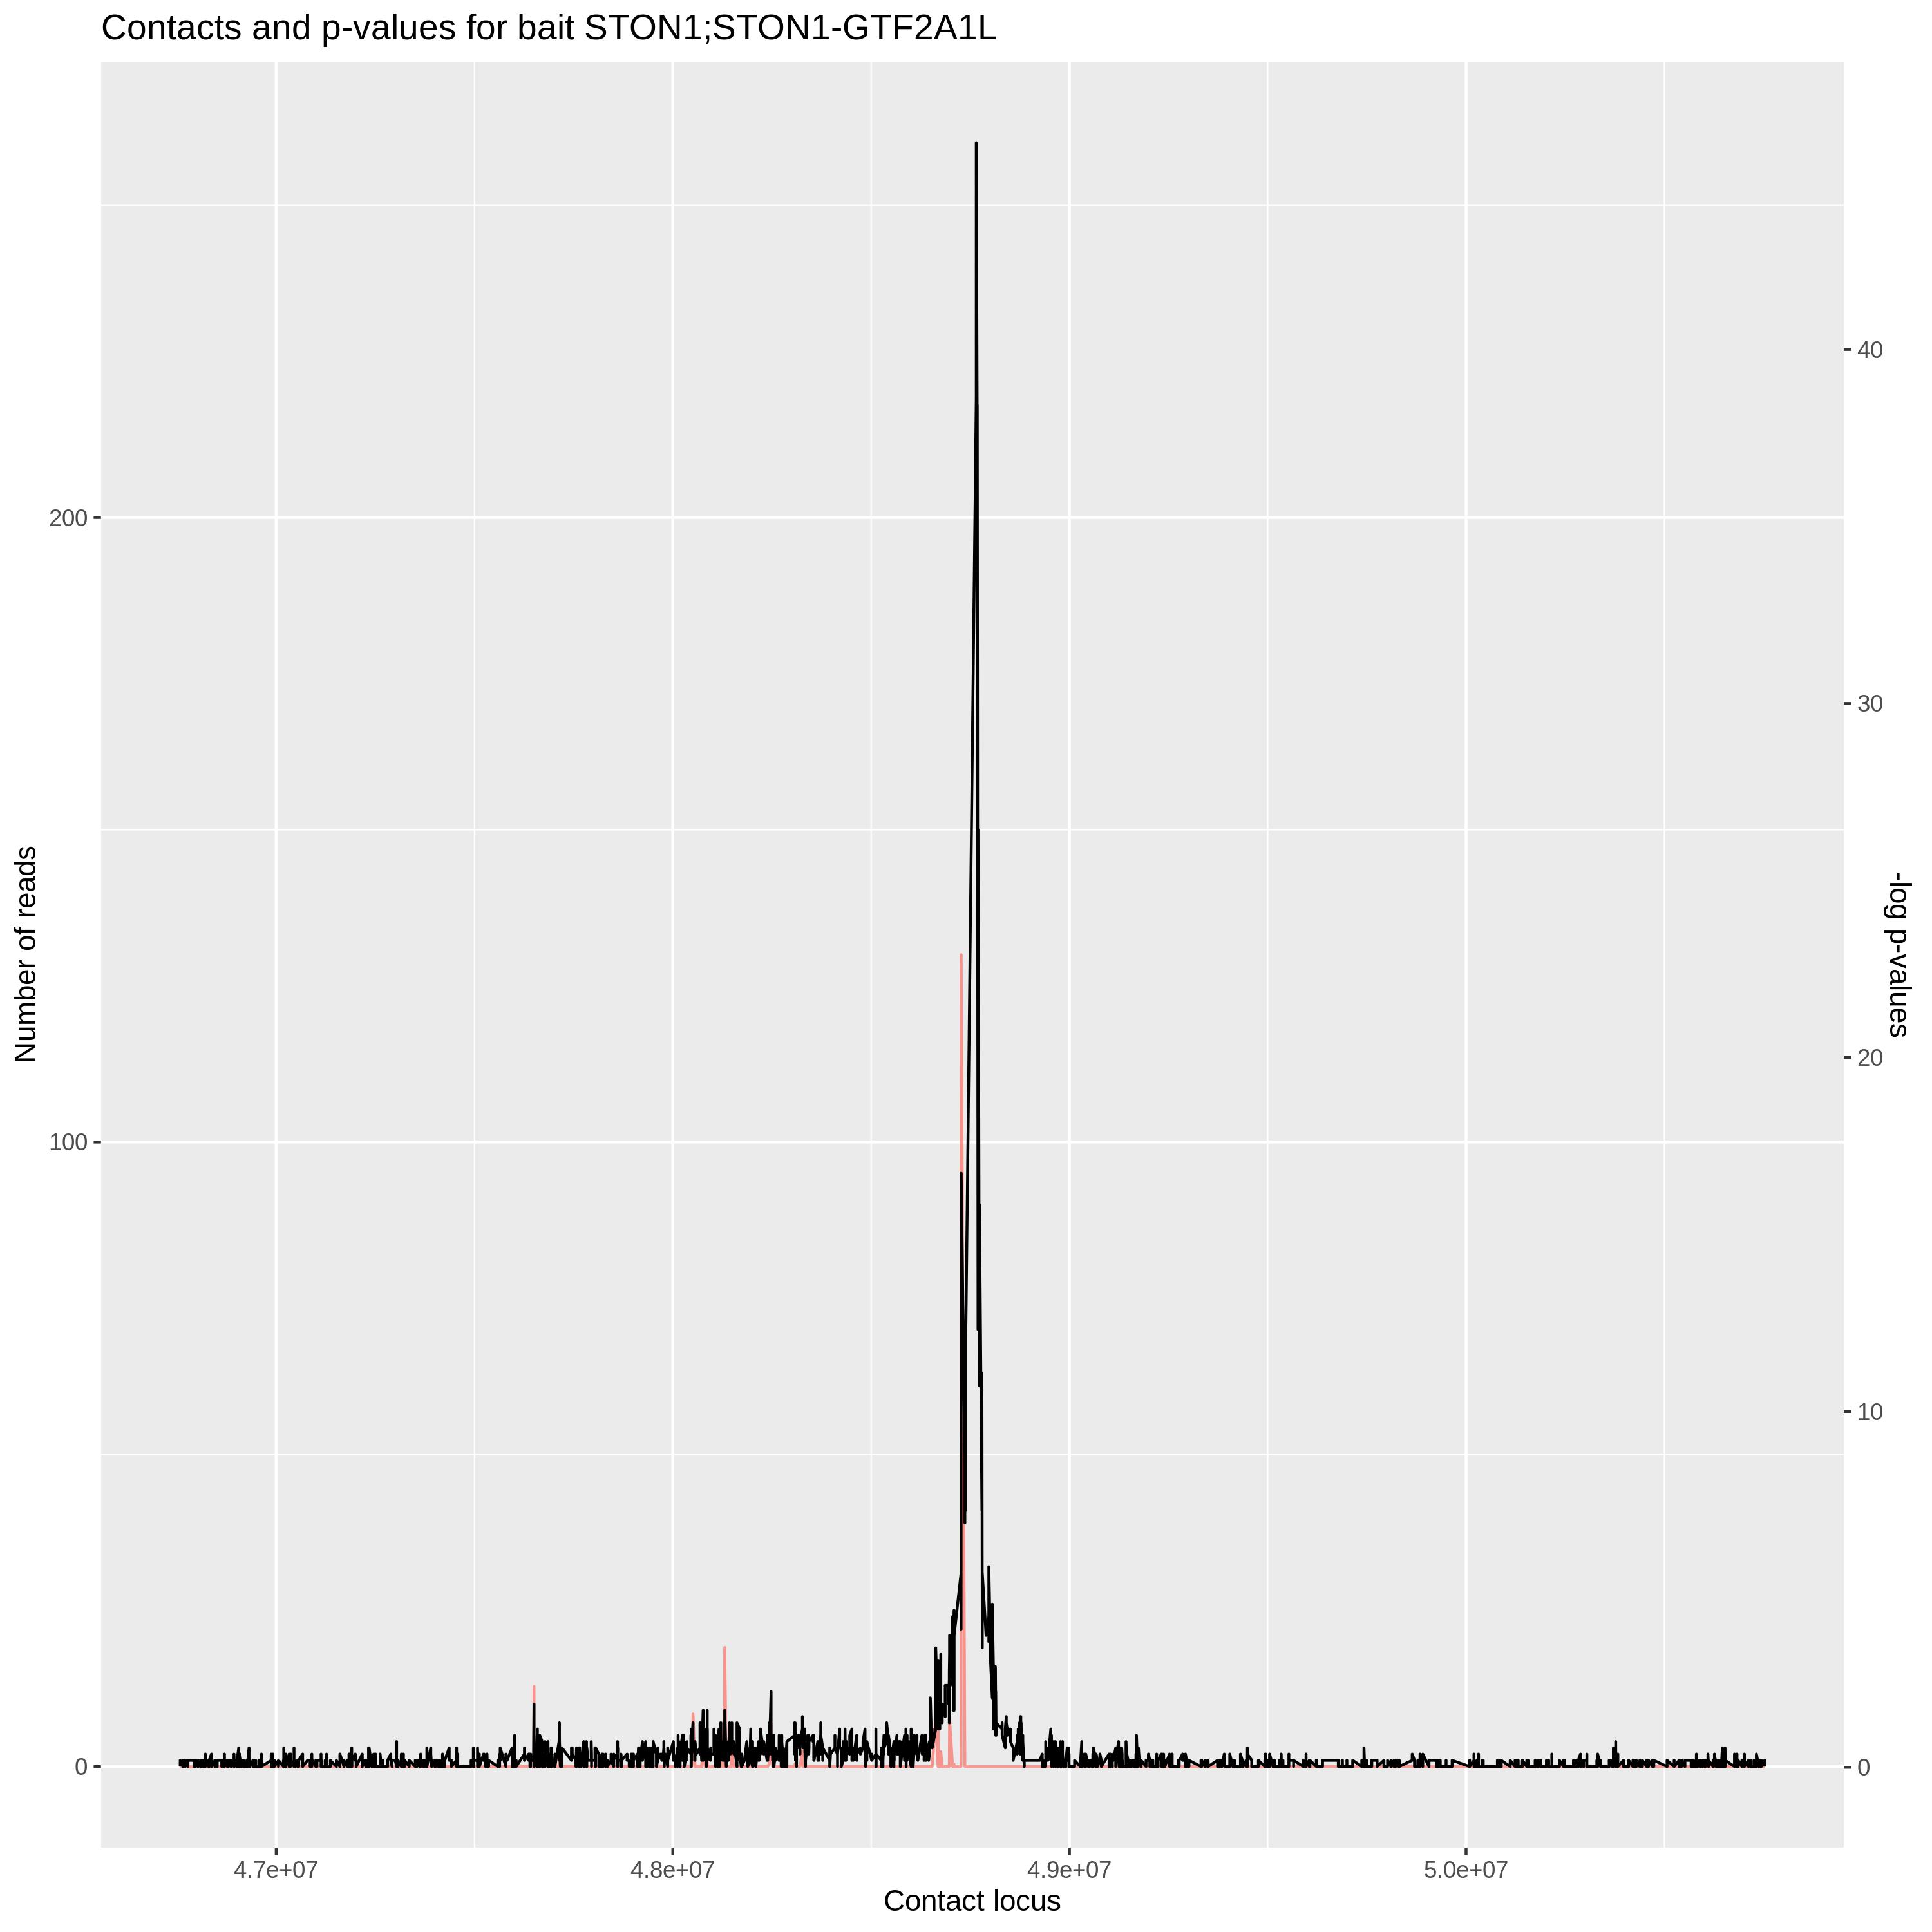 Contacts and p-values for bait STON1;STON1-GTF2A1L
Number of reads
200
100
0
40
30
20
10
0
-log p-values
4.7e+07
4.8e+07
4.9e+07
5.0e+07
Contact locus